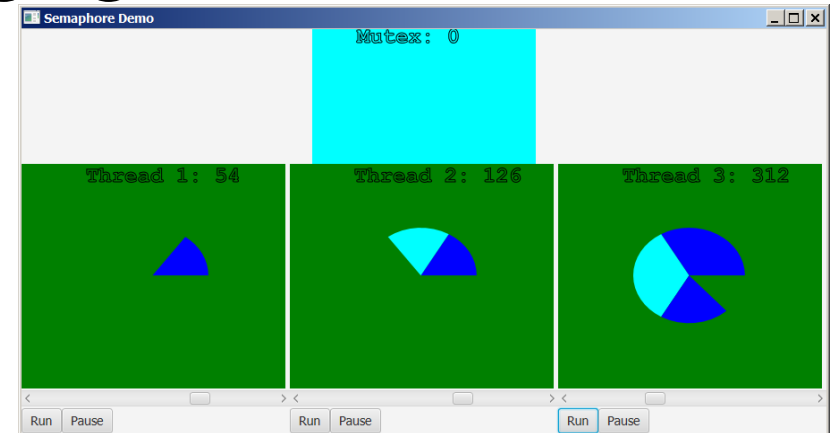 Semaphore Demo
Mutex: 0
Thread 1: 54
Thread 2: 126
Thread 3: 312
Run Pause
Run Pause
Run Pause